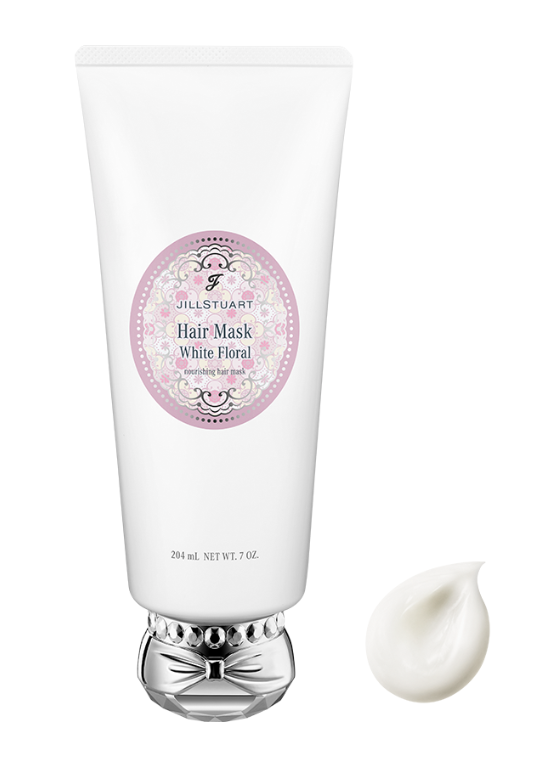 JILLSTUART
Hair Mask
White Floral
nourishing hair mask
204 mL NET WT. 7 OZ.